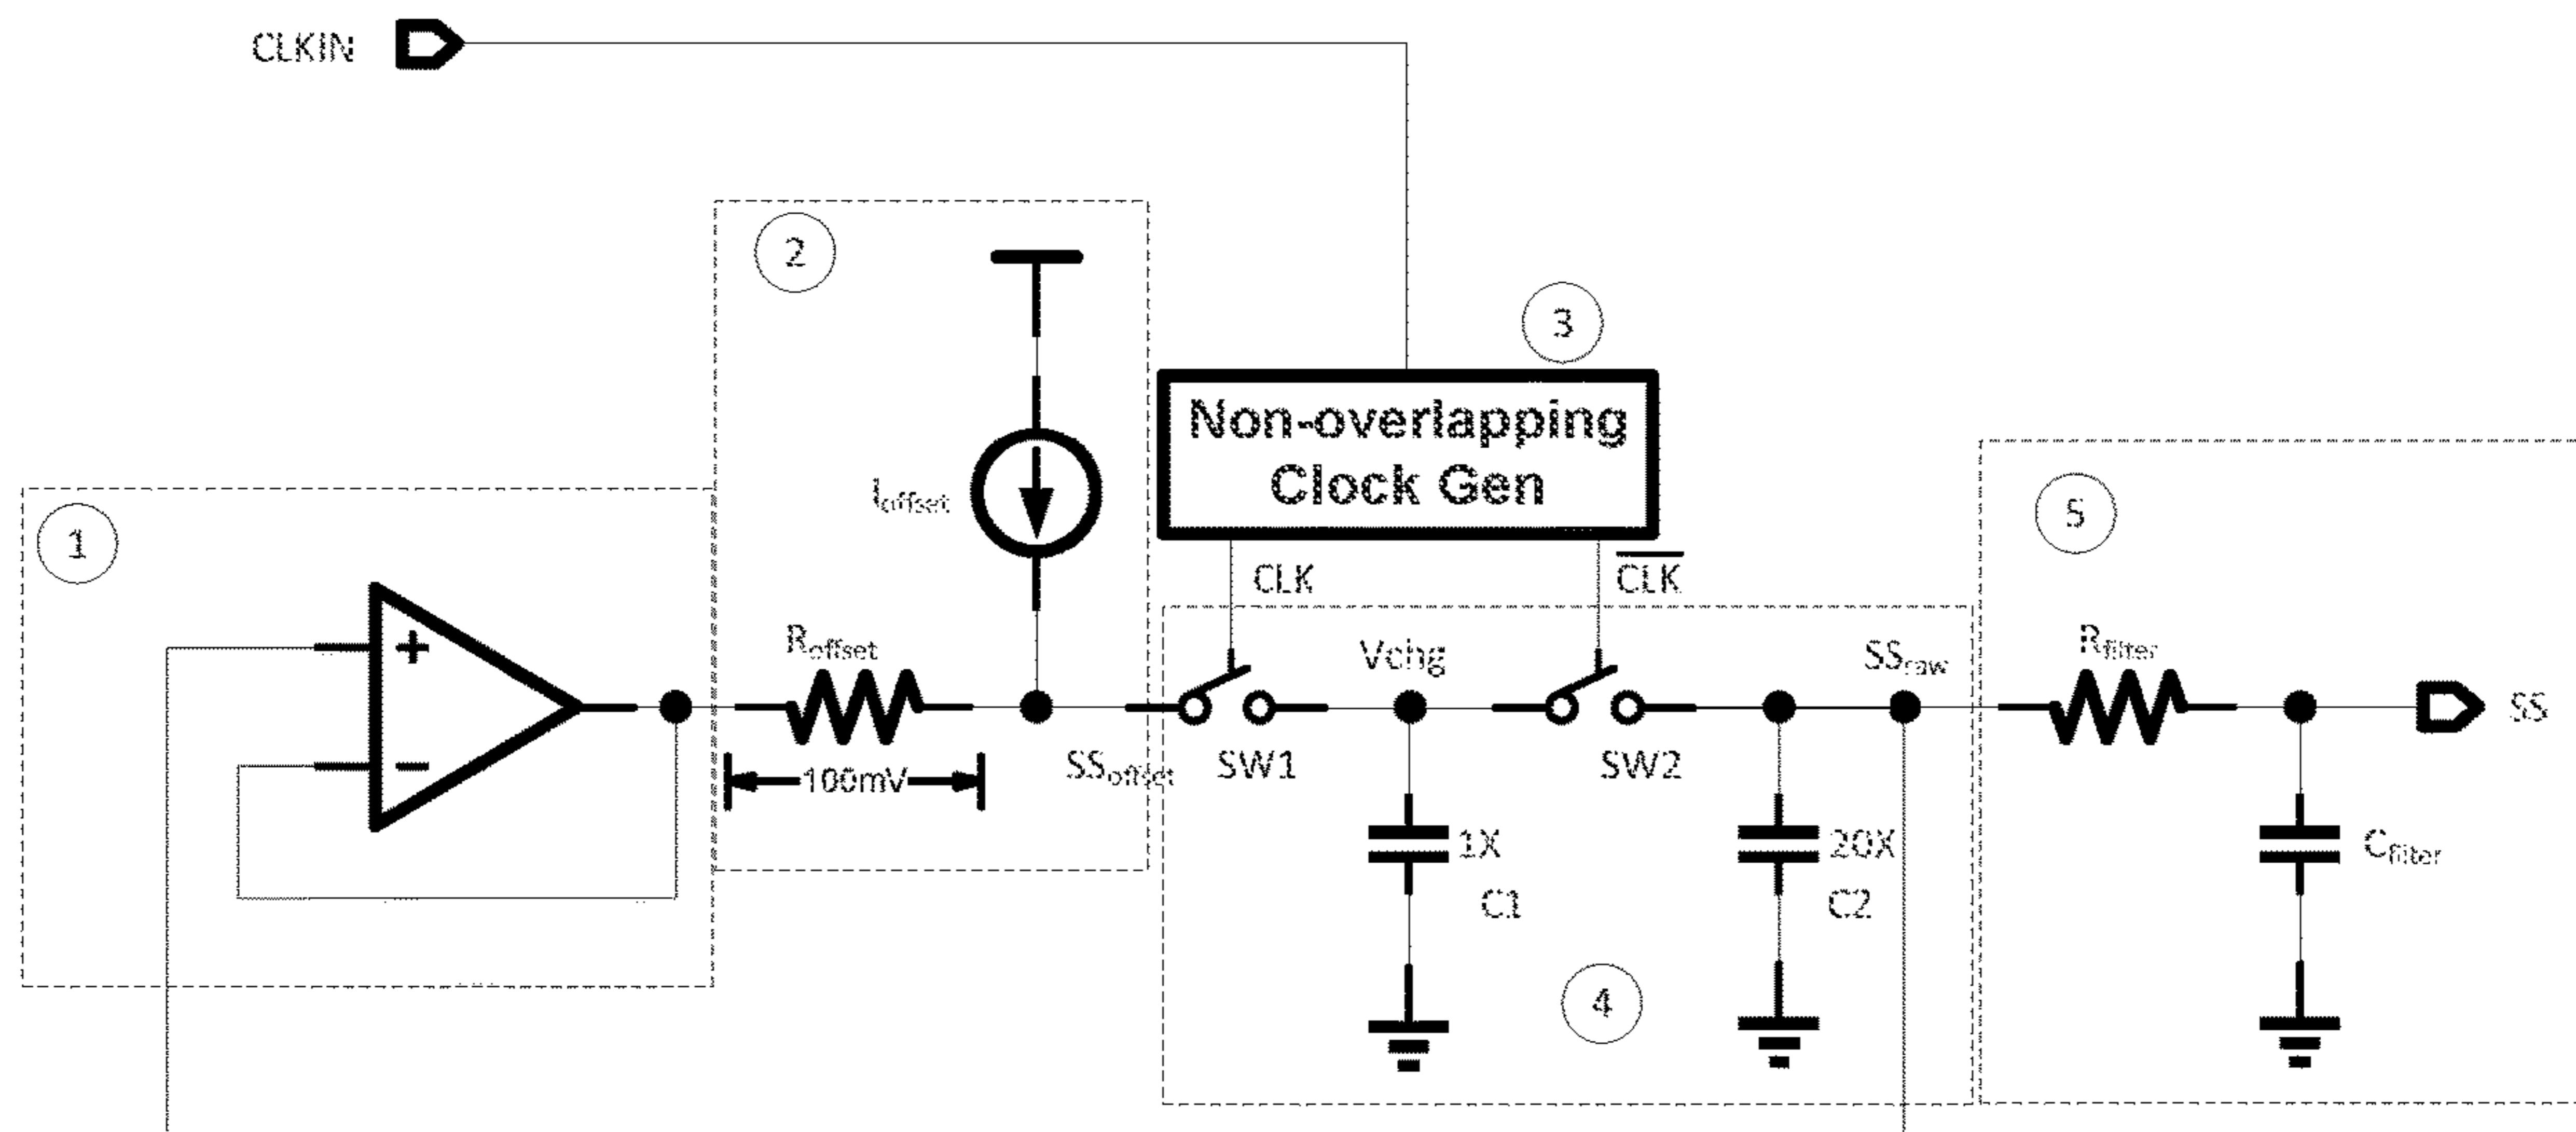 CLKIN
2
3
Non-overlapping
Clock Gen
Ioffset
5
1
CLK
CLK
Roffset
Vchg
SSraw
Rfilter
+
SS
−
100mV
SSoffset
SW1
SW2
1X
20X
Cfilter
C1
C2
4